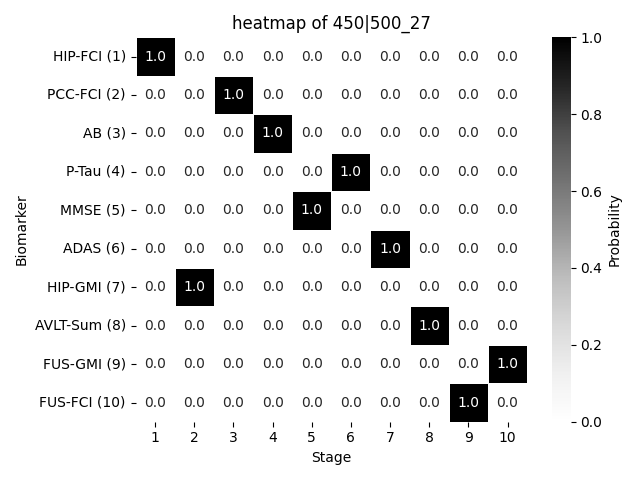 heatmap of 450|500_27
HIP-FCI (1) 1.0 0.0 0.0 0.0 0.0 0.0 0.0 0.0 0.0 0.0
PCC-FCI (2) 0.0 0.0 1.0 0.0 0.0 0.0 0.0 0.0 0.0 0.0
AB (3) 0.0 0.0 0.0 1.0 0.0 0.0 0.0 0.0 0.0 0.0
P-Tau (4) 0.0 0.0 0.0 0.0 0.0 1.0 0.0 0.0 0.0 0.0
MMSE (5) 0.0 0.0 0.0 0.0 1.0 0.0 0.0 0.0 0.0 0.0
ADAS (6) 0.0 0.0 0.0 0.0 0.0 0.0 1.0 0.0 0.0 0.0
HIP-GMI (7) 0.0 1.0 0.0 0.0 0.0 0.0 0.0 0.0 0.0 0.0
AVLT-Sum (8) 0.0 0.0 0.0 0.0 0.0 0.0 0.0 1.0 0.0 0.0
FUS-GMI (9) 0.0 0.0 0.0 0.0 0.0 0.0 0.0 0.0 0.0 1.0
FUS-FCI (10) 0.0 0.0 0.0 0.0 0.0 0.0 0.0 0.0 1.0 0.0
1 2 3 4 5 6 7 8 9 10
Stage
Biomarker
1.0
0.8
0.6
0.4
0.2
0.0
Probability